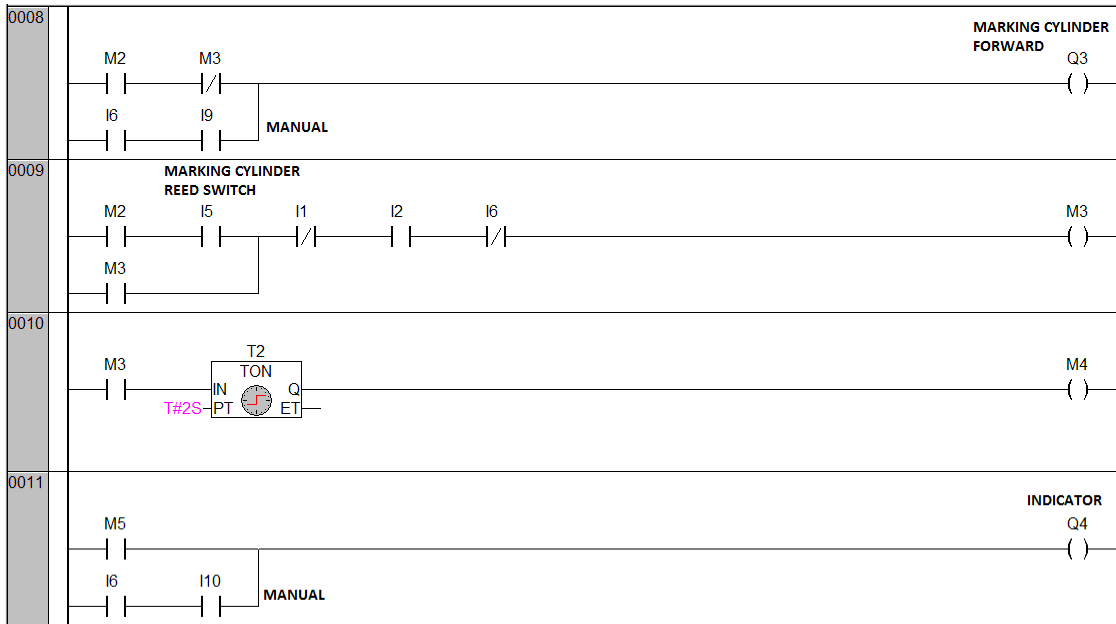 0008
MARKING CYLINDER
FORWARD
M2 M3 Q3
I6 I9
MANUAL
0009
MARKING CYLINDER
REED SWITCH
M2 I5 I1 I2 I6 M3
M3
0010
T2
M3 TON M4
IN Q
T#2S PT ET
0011
INDICATOR
M5 Q4
I6 I10
MANUAL